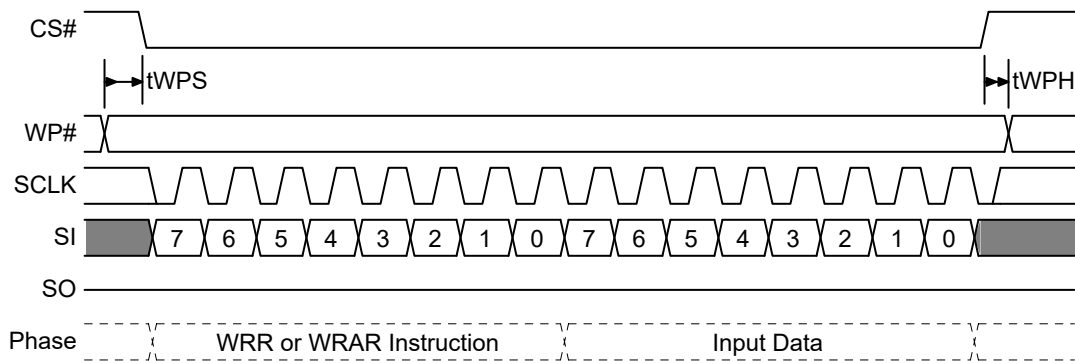 CS#
tWPS tWPH
WP#
SCLK
SI 7 6 5 4 3 2 1 0 7 6 5 4 3 2 1 0
SO
Phase WRR or WRAR Instruction Input Data